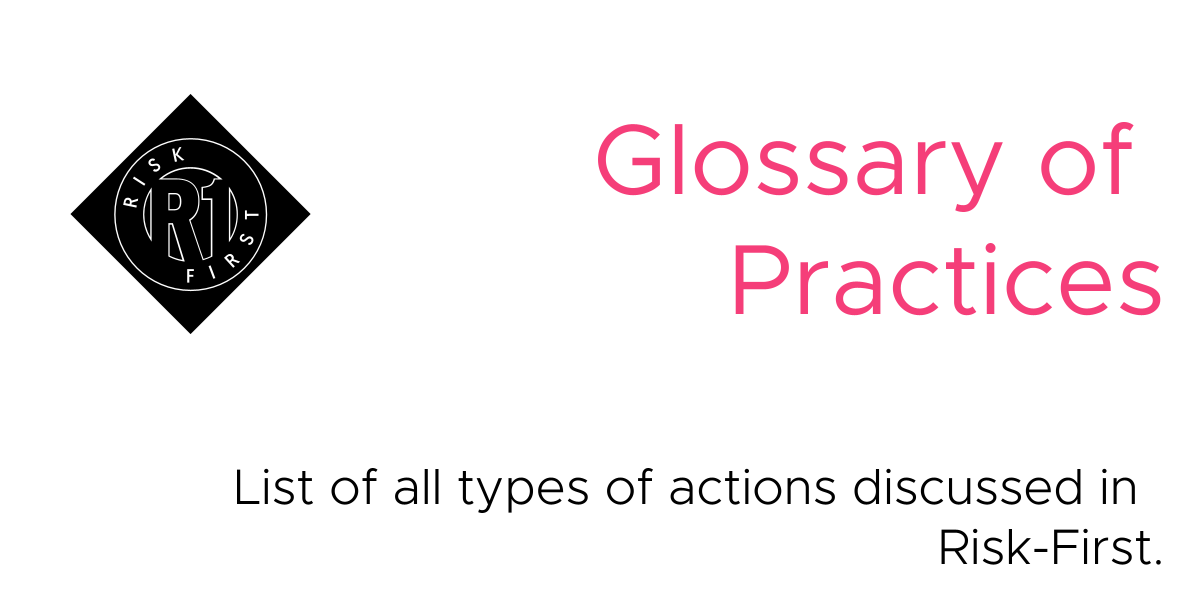 RISK
R1
FIRST
Glossary of
Practices
List of all types of actions discussed in
Risk-First.